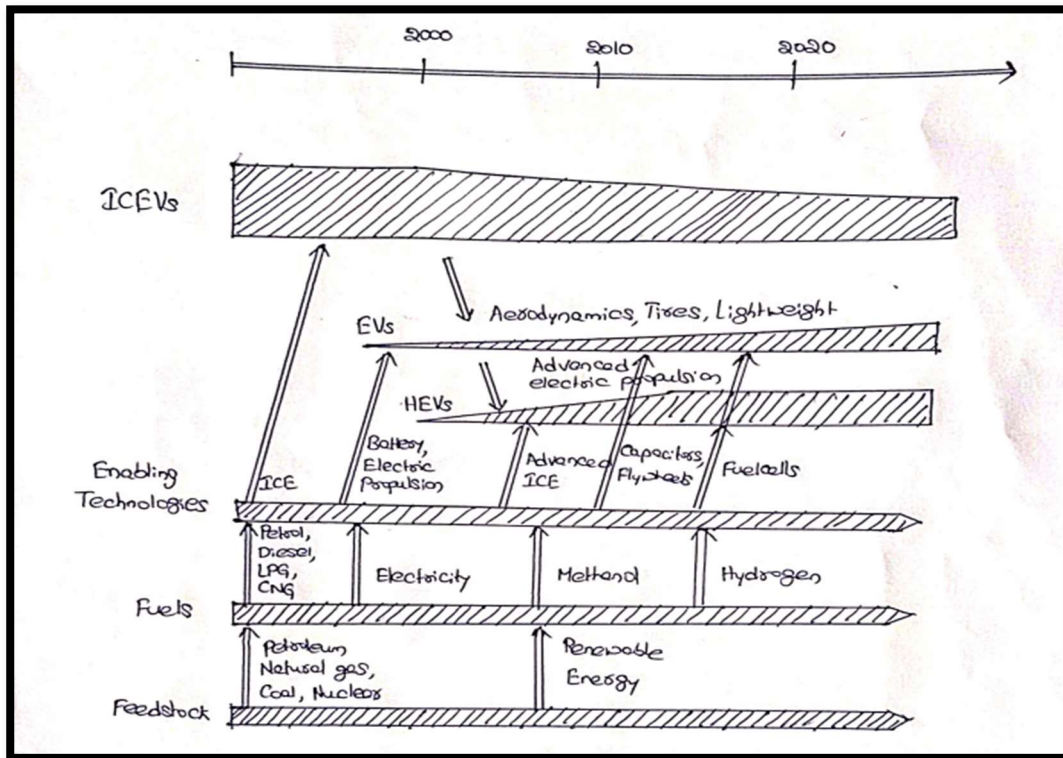 2000
2010
2020
ICEVs
Aerodynamics, Tires, Lightweight
EVs
Advanced
electric propulsion
HEVs
Battery,
Electric
Propulsion
Advanced
ICE
Capacitors,
Flywheels
Fuelcells
Enabling
Technologies
ICE
Petrol,
Diesel,
LPG,
CNG
Electricity
Methanol
Hydrogen
Fuels
Petroleum
Natural gas,
Coal, Nuclear
Renewable
Energy
Feedstock